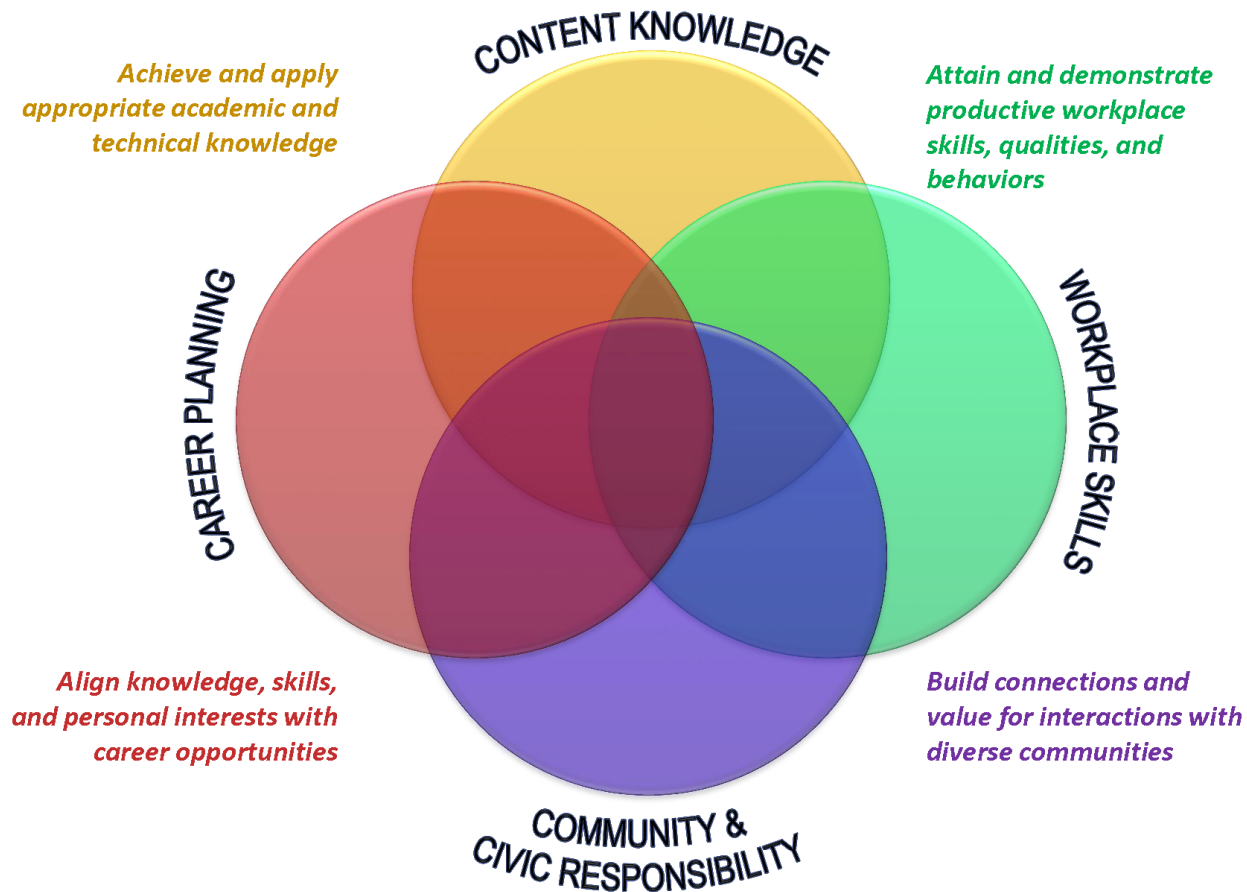 CONTENT KNOWLEDGE
Achieve and apply
appropriate academic and
technical knowledge
Attain and demonstrate
productive workplace
skills, qualities, and
behaviors
CAREER PLANNING
WORKPLACE SKILLS
Align knowledge, skills,
and personal interests with
career opportunities
Build connections and
value for interactions with
diverse communities
COMMUNITY &
CIVIC RESPONSIBILITY